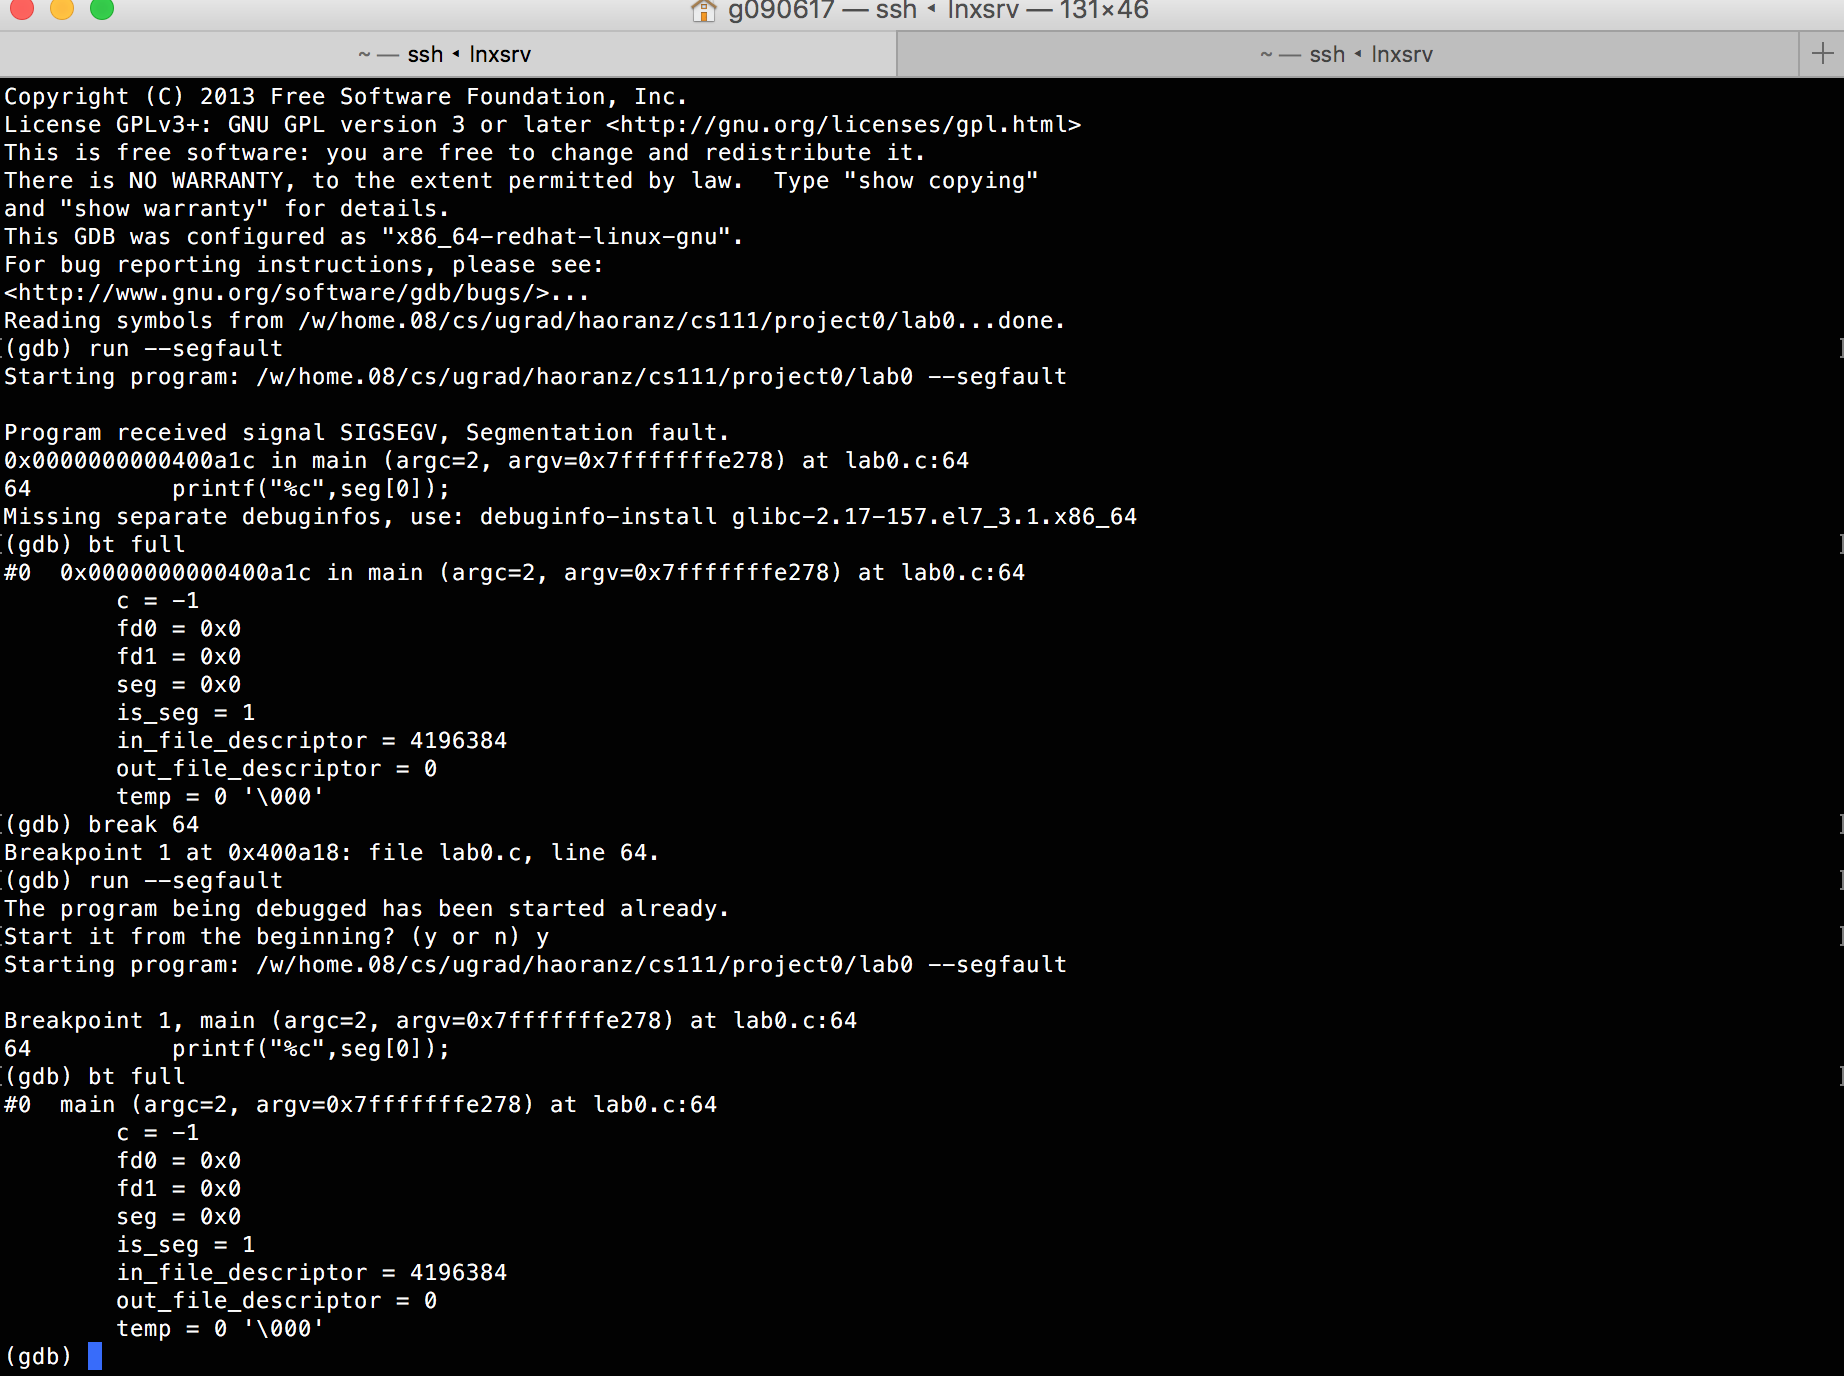 g090617 — ssh ◂ lnxsrv — 131×46
~ — ssh ◂ lnxsrv
~ — ssh ◂ lnxsrv
Copyright (C) 2013 Free Software Foundation, Inc.
License GPLv3+: GNU GPL version 3 or later <http://gnu.org/licenses/gpl.html>
This is free software: you are free to change and redistribute it.
There is NO WARRANTY, to the extent permitted by law.  Type "show copying"
and "show warranty" for details.
This GDB was configured as "x86_64-redhat-linux-gnu".
For bug reporting instructions, please see:
<http://www.gnu.org/software/gdb/bugs/>...
Reading symbols from /w/home.08/cs/ugrad/haoranz/cs111/project0/lab0...done.
(gdb) run --segfault
Starting program: /w/home.08/cs/ugrad/haoranz/cs111/project0/lab0 --segfault
Program received signal SIGSEGV, Segmentation fault.
0x0000000000400a1c in main (argc=2, argv=0x7fffffffe278) at lab0.c:64
64          printf("%c",seg[0]);
Missing separate debuginfos, use: debuginfo-install glibc-2.17-157.el7_3.1.x86_64
(gdb) bt full
#0  0x0000000000400a1c in main (argc=2, argv=0x7fffffffe278) at lab0.c:64
        c = -1
        fd0 = 0x0
        fd1 = 0x0
        seg = 0x0
        is_seg = 1
        in_file_descriptor = 4196384
        out_file_descriptor = 0
        temp = 0 '\000'
(gdb) break 64
Breakpoint 1 at 0x400a18: file lab0.c, line 64.
(gdb) run --segfault
The program being debugged has been started already.
Start it from the beginning? (y or n) y
Starting program: /w/home.08/cs/ugrad/haoranz/cs111/project0/lab0 --segfault
Breakpoint 1, main (argc=2, argv=0x7fffffffe278) at lab0.c:64
64          printf("%c",seg[0]);
(gdb) bt full
#0  main (argc=2, argv=0x7fffffffe278) at lab0.c:64
        c = -1
        fd0 = 0x0
        fd1 = 0x0
        seg = 0x0
        is_seg = 1
        in_file_descriptor = 4196384
        out_file_descriptor = 0
        temp = 0 '\000'
(gdb)